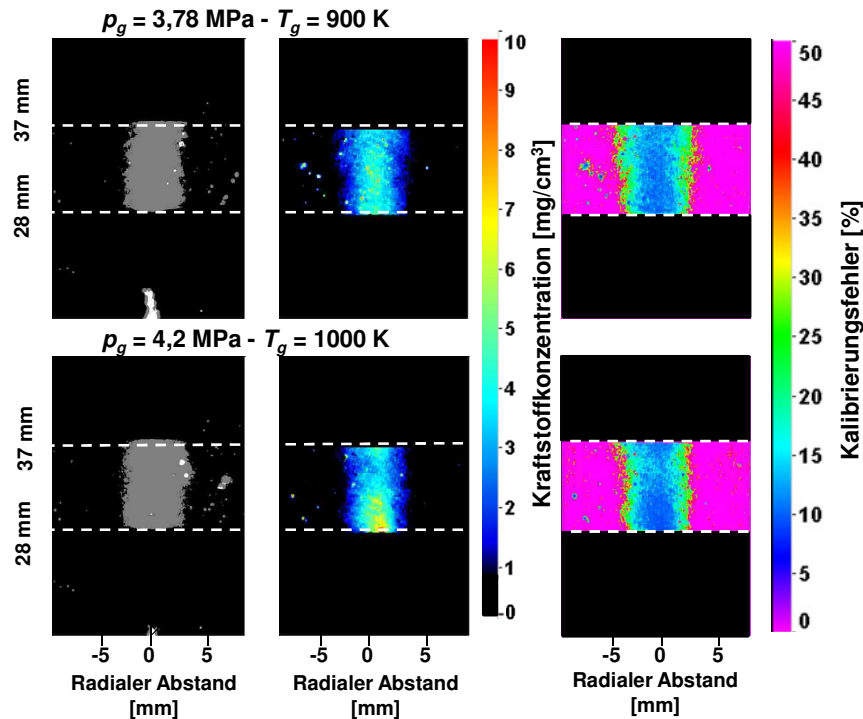 p_g = 3,78 MPa - T_g = 900 K
37 mm
28 mm
10
9
8
7
6
5
4
3
2
1
0
Kraftstoffkonzentration [mg/cm³]
50
45
40
35
30
25
20
15
10
5
0
Kalibrierungsfehler [%]
p_g = 4,2 MPa - T_g = 1000 K
37 mm
28 mm
-5 0 5
Radialer Abstand
[mm]
-5 0 5
Radialer Abstand
[mm]
-5 0 5
Radialer Abstand
[mm]